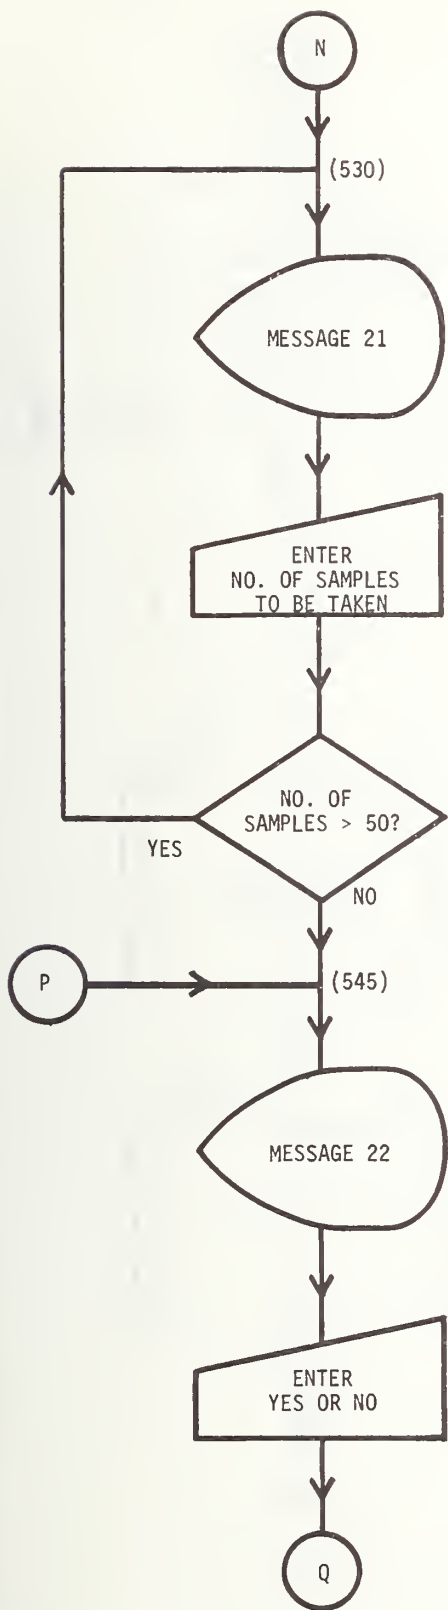 N
(530)
MESSAGE 21
ENTER
NO. OF SAMPLES
TO BE TAKEN
NO. OF
SAMPLES > 50?
YES
NO
P
(545)
MESSAGE 22
ENTER
YES OR NO
Q